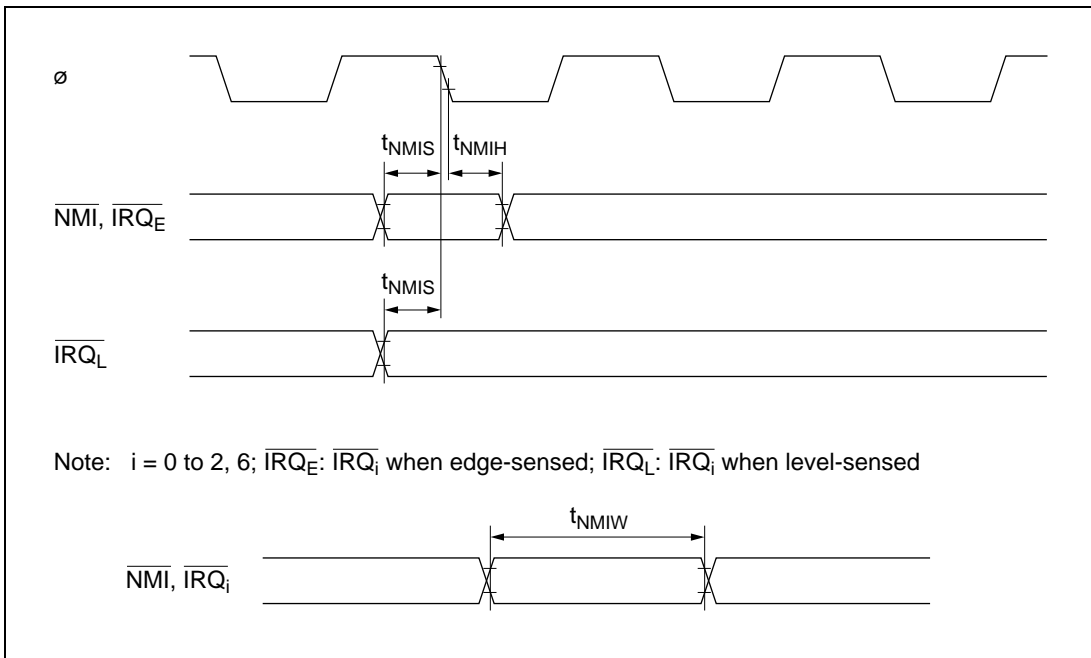 ø
tNMIS tNMIH
NMI, IRQE
tNMIS
IRQL
Note: i = 0 to 2, 6; IRQE: IRQi when edge-sensed; IRQL: IRQi when level-sensed
tNMIW
NMI, IRQi